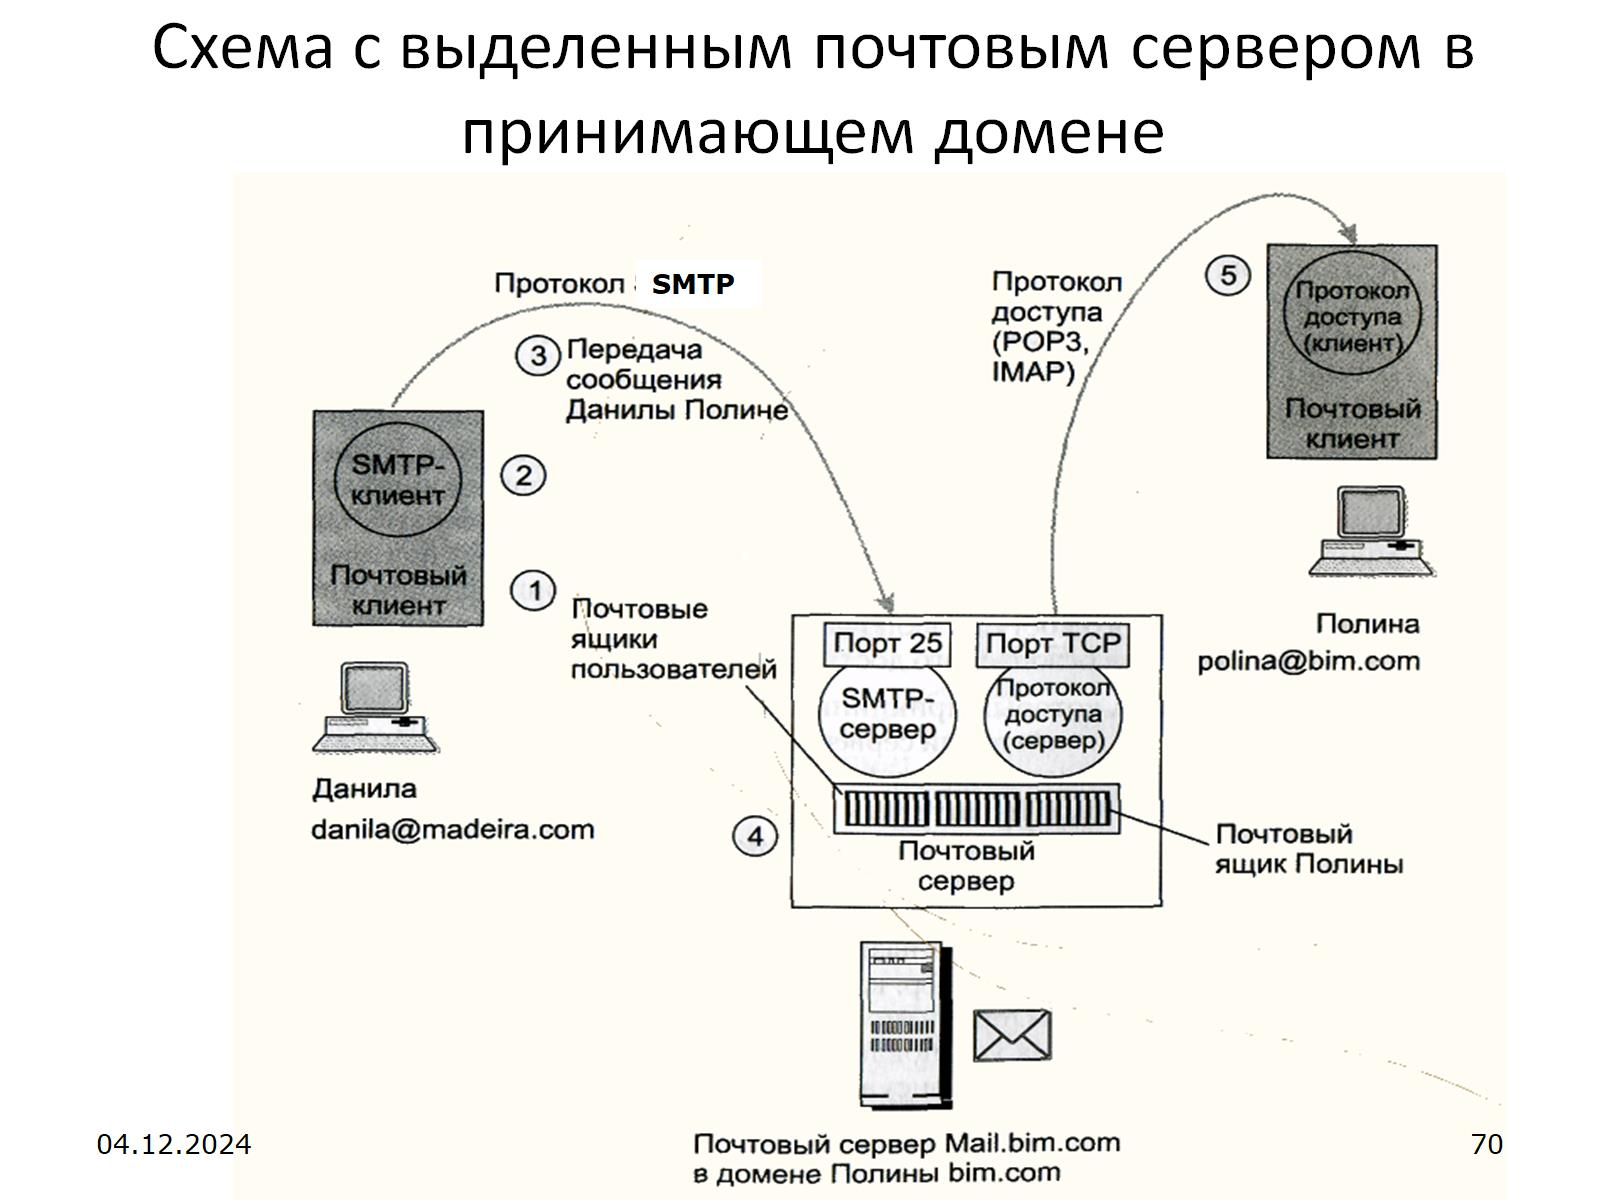 Схема с выделенным почтовым сервером в
принимающем домене
Протокол SMTP
3
Передача
сообщения
Данилы Полине
SMTP-
клиент
2
Почтовый
клиент
1
Почтовые
ящики
пользователей
Данила
danila@madeira.com
Протокол
доступа
(POP3,
IMAP)
5
Протокол
доступа
(клиент)
Почтовый
клиент
Полина
polina@bim.com
Порт 25
Порт TCP
SMTP-
сервер
Протокол
доступа
(сервер)
4
Почтовый
сервер
Почтовый
ящик Полины
Почтовый сервер Mail.bim.com
в домене Полины bim.com
04.12.2024
70